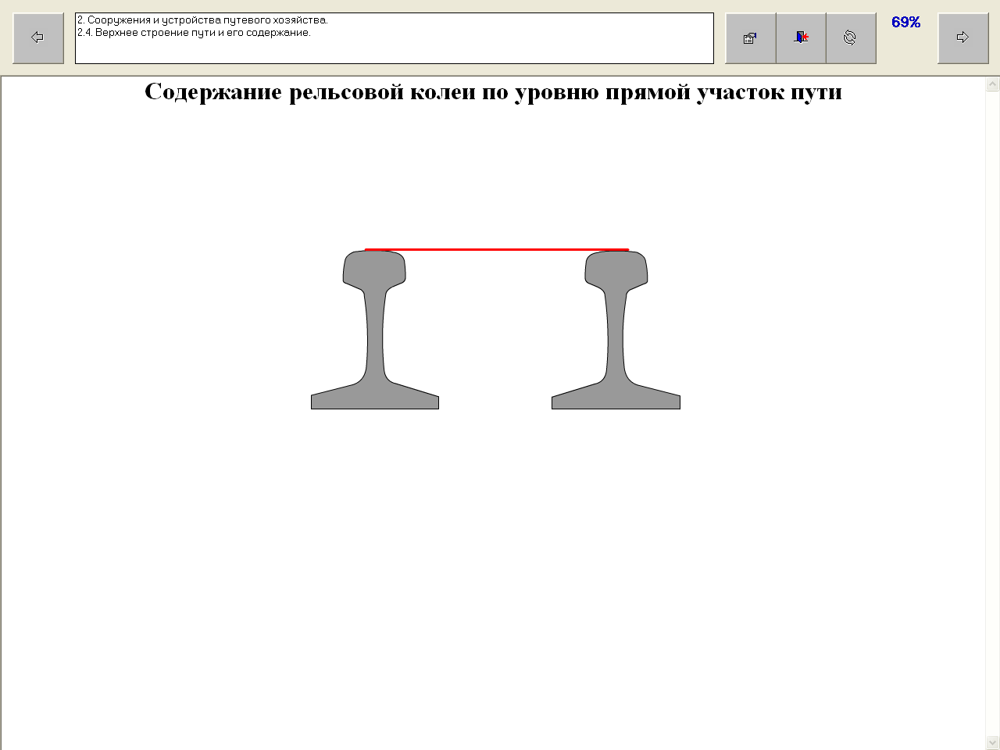 2. Сооружения и устройства путевого хозяйства.
2.4. Верхнее строение пути и его содержание.
69%
Содержание рельсовой колеи по уровню прямой участок пути